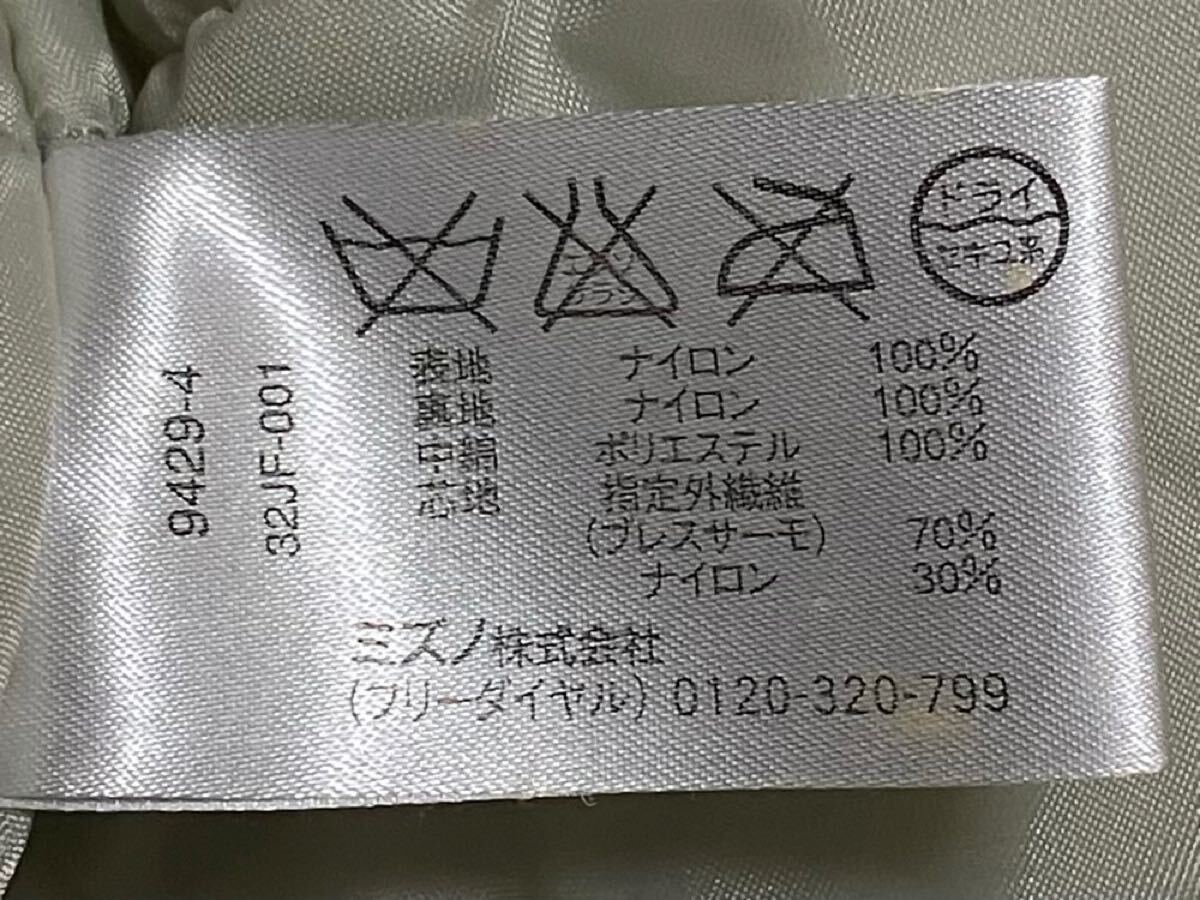 ドライ
セキユ系
エンソ
サラシ
表地 ナイロン 100%
裏地 ナイロン 100%
中綿 ポリエステル 100%
芯地 指定外繊維
(ブレスサーモ) 70%
ナイロン 30%
ミズノ株式会社
(フリーダイヤル) 0120-320-799
9429-4
32JF-001